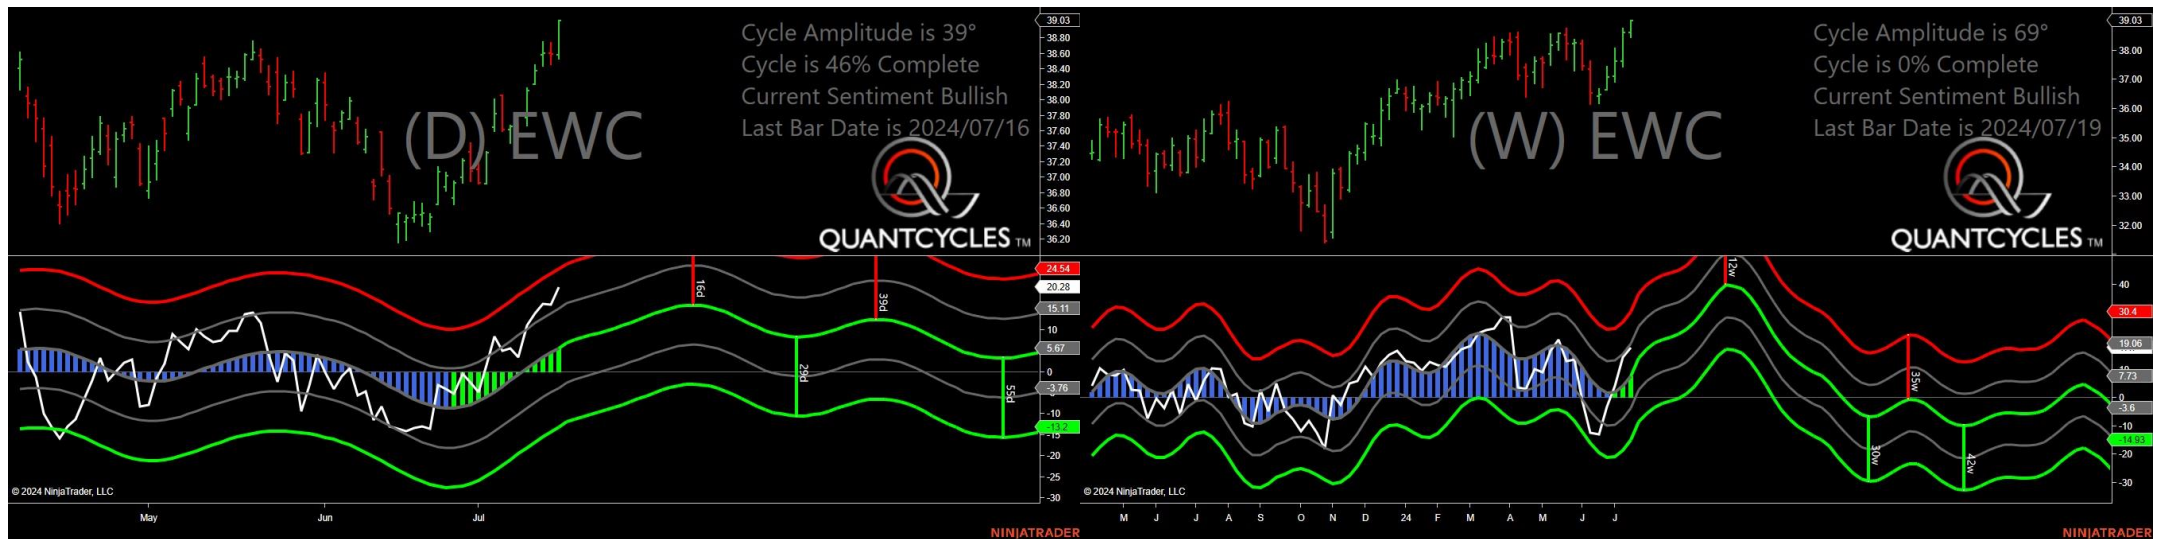 Cycle Amplitude is 39°
Cycle is 46% Complete
Current Sentiment Bullish
Last Bar Date is 2024/07/16
(D) EWC
QUANTCYCLES TM
39.03
38.80
38.60
38.40
38.20
38.00
37.80
37.60
37.40
37.20
37.00
36.80
36.60
36.40
36.20
16d
39d
29d
55d
24.54
20.28
15.11
10
5.67
0
-3.76
-10
-13.2
-15
-20
-25
-30
© 2024 NinjaTrader, LLC
May
Jun
Jul
NINJATRADER
Cycle Amplitude is 69°
Cycle is 0% Complete
Current Sentiment Bullish
Last Bar Date is 2024/07/19
(W) EWC
QUANTCYCLES TM
39.03
38.00
37.00
36.00
35.00
34.00
33.00
32.00
12w
35w
30w
42w
40
30.4
19.06
7.73
0
-3.6
-10
-14.93
-20
-30
© 2024 NinjaTrader, LLC
M J J A S O N D 24 F M A M J J
NINJATRADER